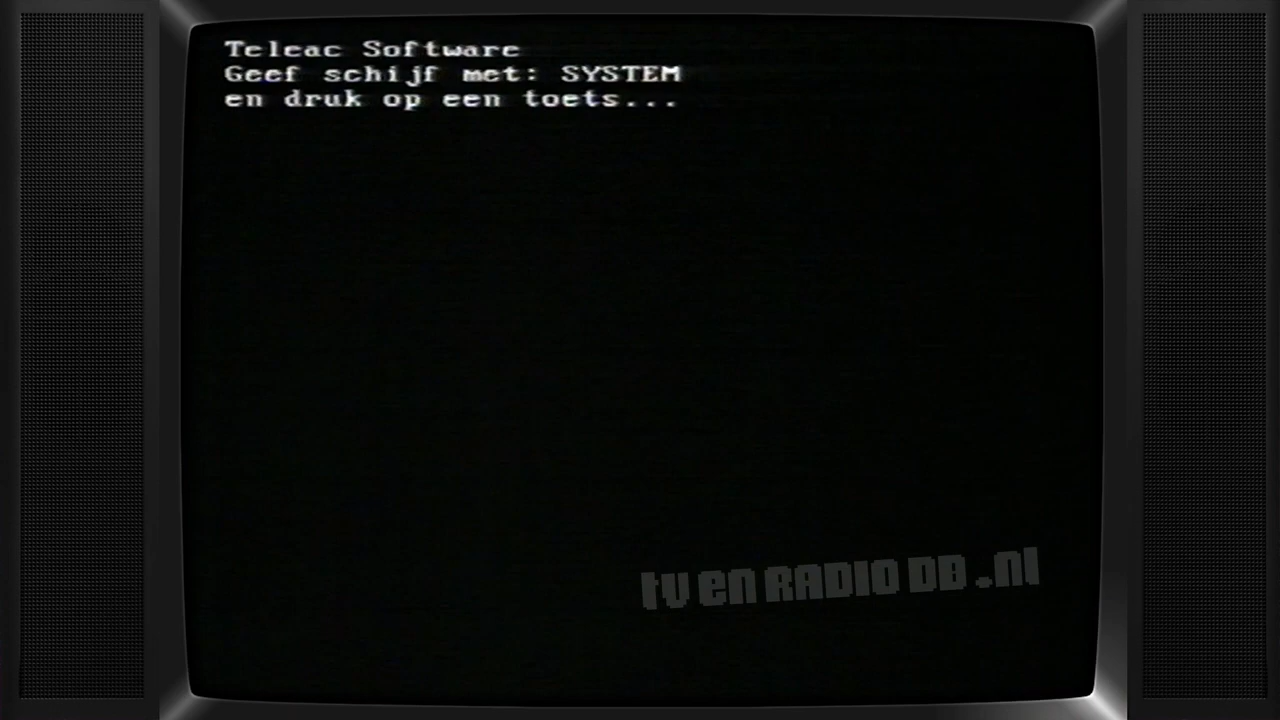 Teleac Software
Geef schijf met: SYSTEM
en druk op een toets...
tv en RADIO DB .nl